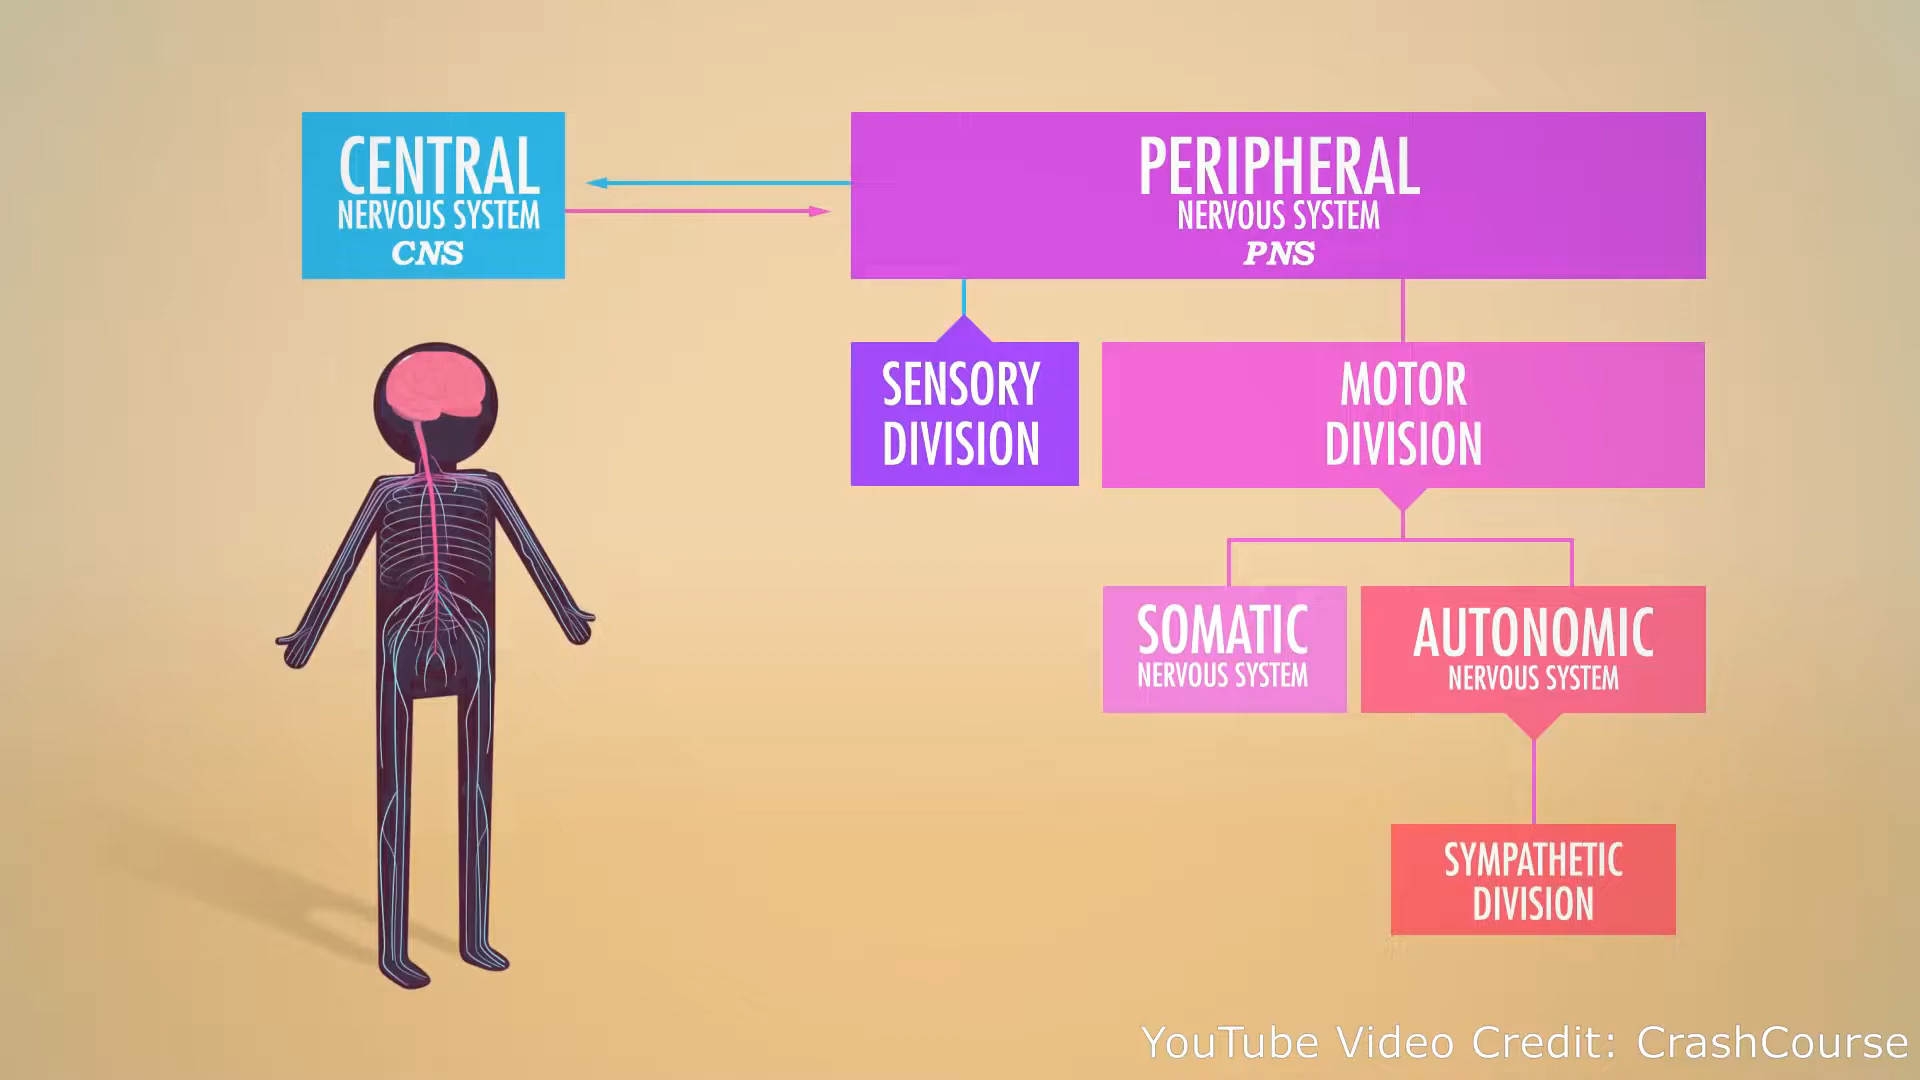 CENTRAL
NERVOUS SYSTEM
CNS
PERIPHERAL
NERVOUS SYSTEM
PNS
SENSORY
DIVISION
MOTOR
DIVISION
SOMATIC
NERVOUS SYSTEM
AUTONOMIC
NERVOUS SYSTEM
SYMPATHETIC
DIVISION
YouTube Video Credit: CrashCourse